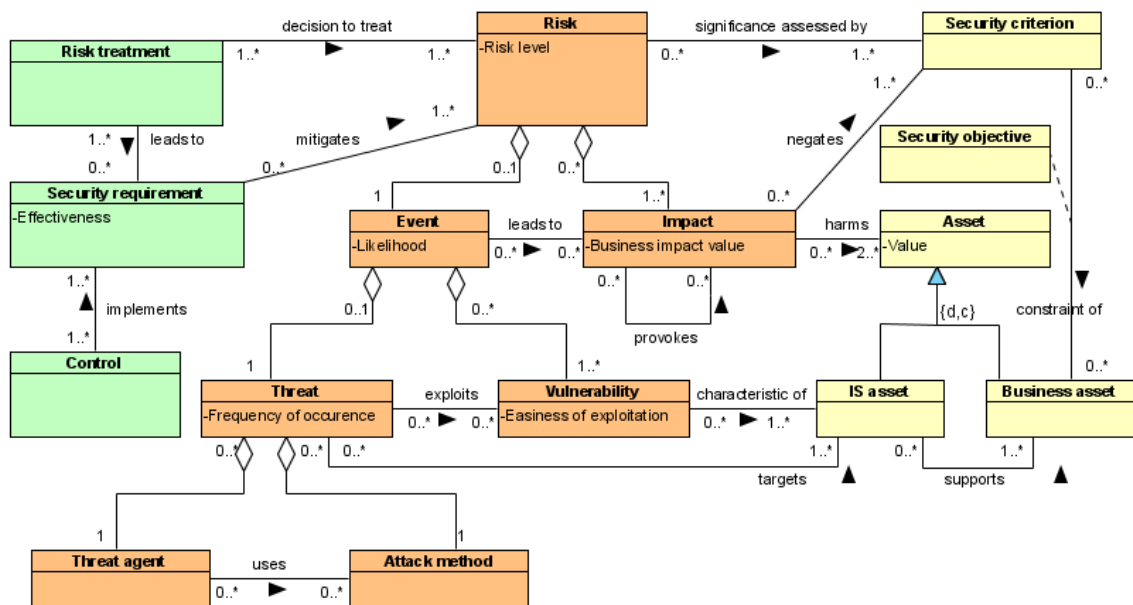 decision to treat
Risk
significance assessed by
Security criterion
Risk treatment
1..*
1..*
-Risk level
0..*
1..*
1..*
1..*
0..*
1..*
leads to
mitigates
negates
Security objective
0..*
0..*
0..1
0..*
Security requirement
1
1..*
0..*
-Effectiveness
Event
leads to
Impact
harms
Asset
-Likelihood
-Business impact value
-Value
0..*
0..*
0..*
2..*
1..*
0..*
0..*
implements
0..1
0..*
{d,c}
constraint of
1..*
provokes
Control
1
1..*
0..*
Threat
exploits
Vulnerability
characteristic of
IS asset
Business asset
-Frequency of occurence
-Easiness of exploitation
0..*
0..*
0..*
1..*
0..*
0..*
0..*
1..*
0..*
1..*
targets
supports
1
1
Threat agent
uses
Attack method
0..*
0..*